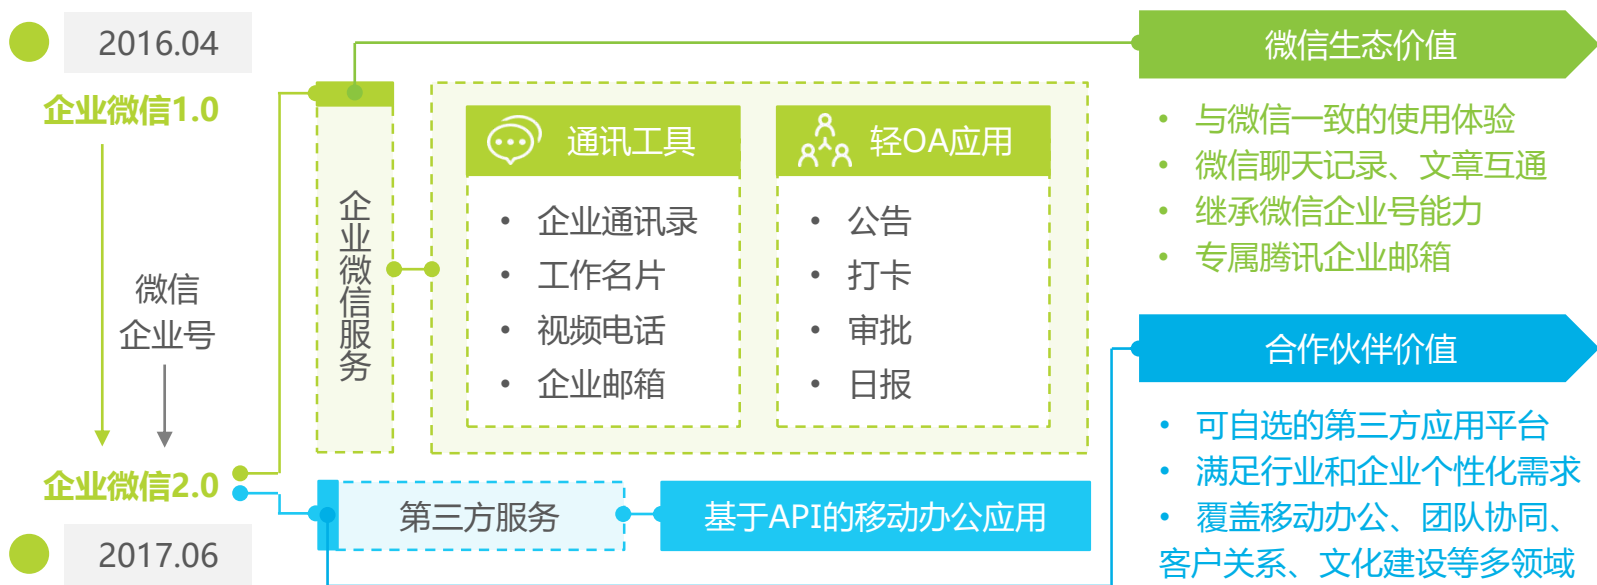 2016.04
企业微信1.0
微信
企业号
企业微信2.0
2017.06
企业微信服务
通讯工具
• 企业通讯录
• 工作名片
• 视频电话
• 企业邮箱
轻OA应用
• 公告
• 打卡
• 审批
• 日报
第三方服务
基于API的移动办公应用
微信生态价值
• 与微信一致的使用体验
• 微信聊天记录、文章互通
• 继承微信企业号能力
• 专属腾讯企业邮箱
合作伙伴价值
• 可自选的第三方应用平台
• 满足行业和企业个性化需求
• 覆盖移动办公、团队协同、
客户关系、文化建设等多领域